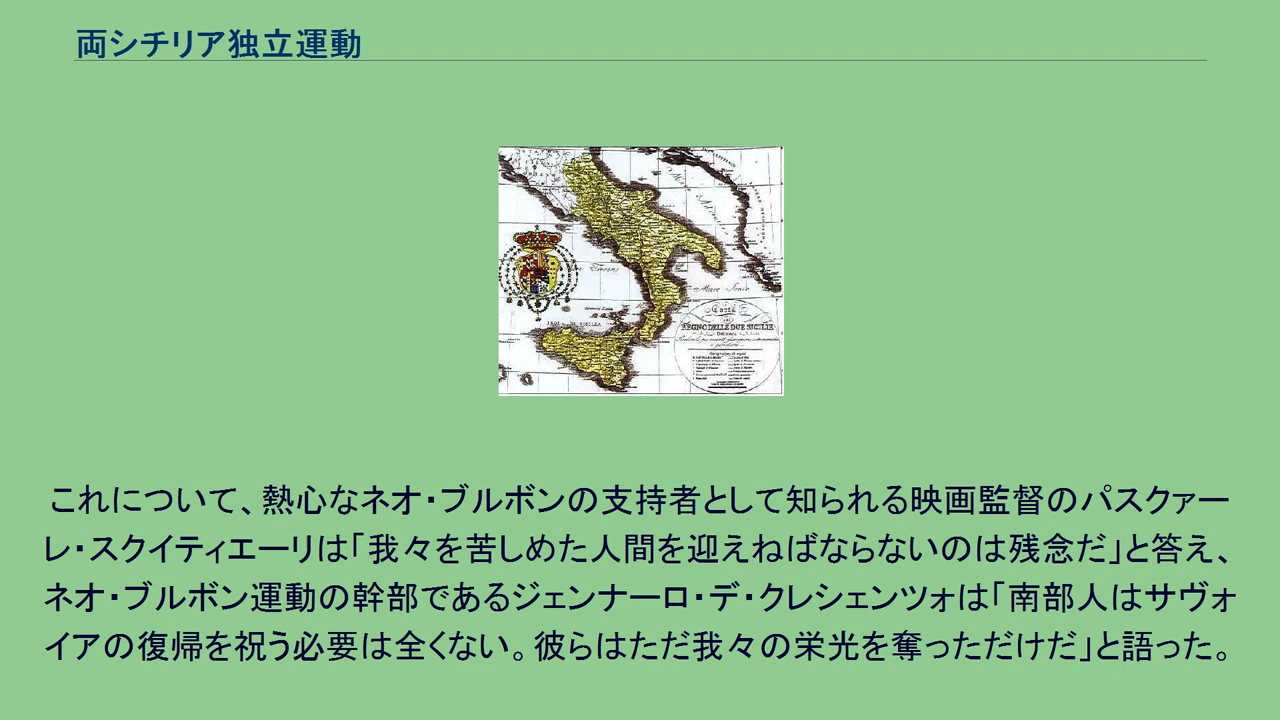 両シチリア独立運動
REGNO DELLE DUE SICILIE
これについて、熱心なネオ・ブルボンの支持者として知られる映画監督のパスクァー
レ・スクイティエーリは「我々を苦しめた人間を迎えねばならないのは残念だ」と答え、
ネオ・ブルボン運動の幹部であるジェンナーロ・デ・クレシェンツォは「南部人はサヴォ
イアの復帰を祝う必要は全くない。彼らはただ我々の栄光を奪っただけだ」と語った。